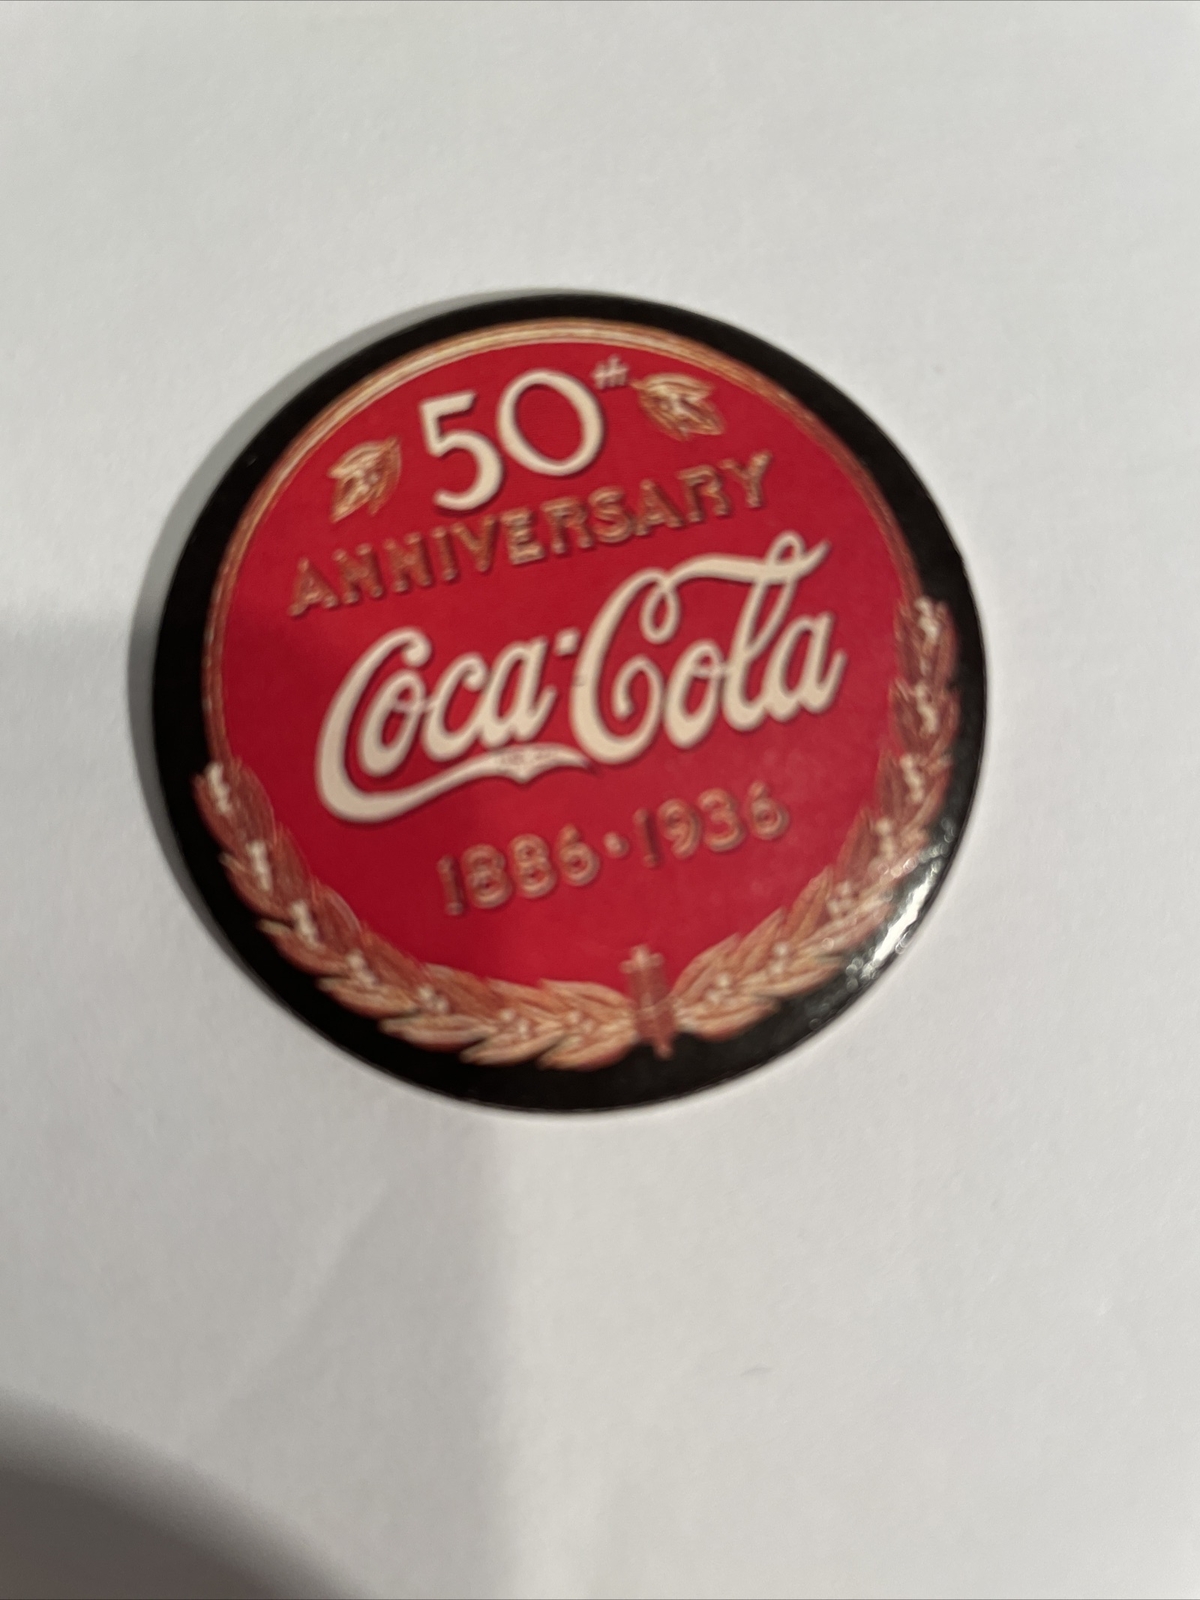 50th
ANNIVERSARY
Coca-Cola
1886·1936